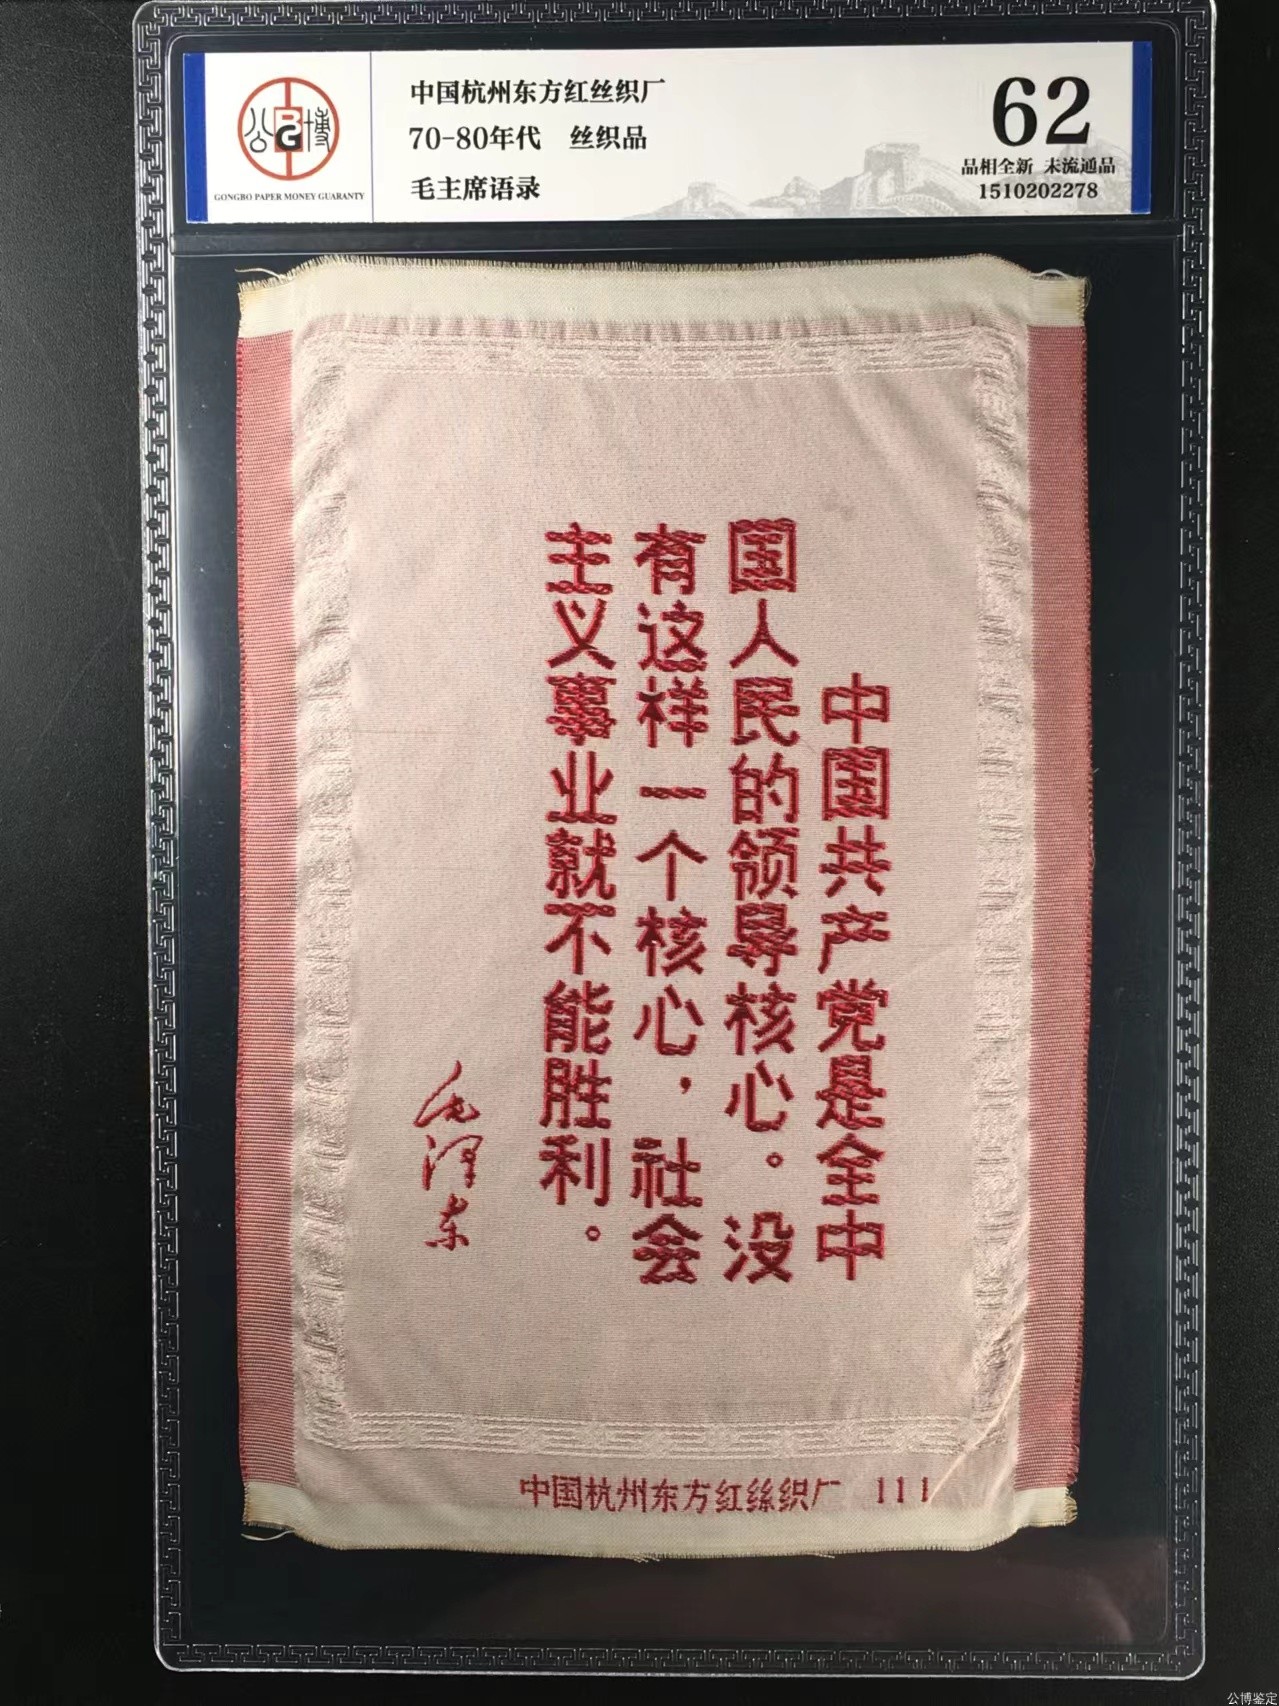 公博
BG
GONGBO PAPER MONEY GUARANTY
中国杭州东方红丝织厂
70-80年代 丝织品
毛主席语录
62
品相全新 未流通品
1510202278
中国共产党是全中
国人民的领导核心。没
有这样一个核心，社会
主义事业就不能胜利。
毛泽东
中国杭州东方红丝织厂 111
公博鉴定